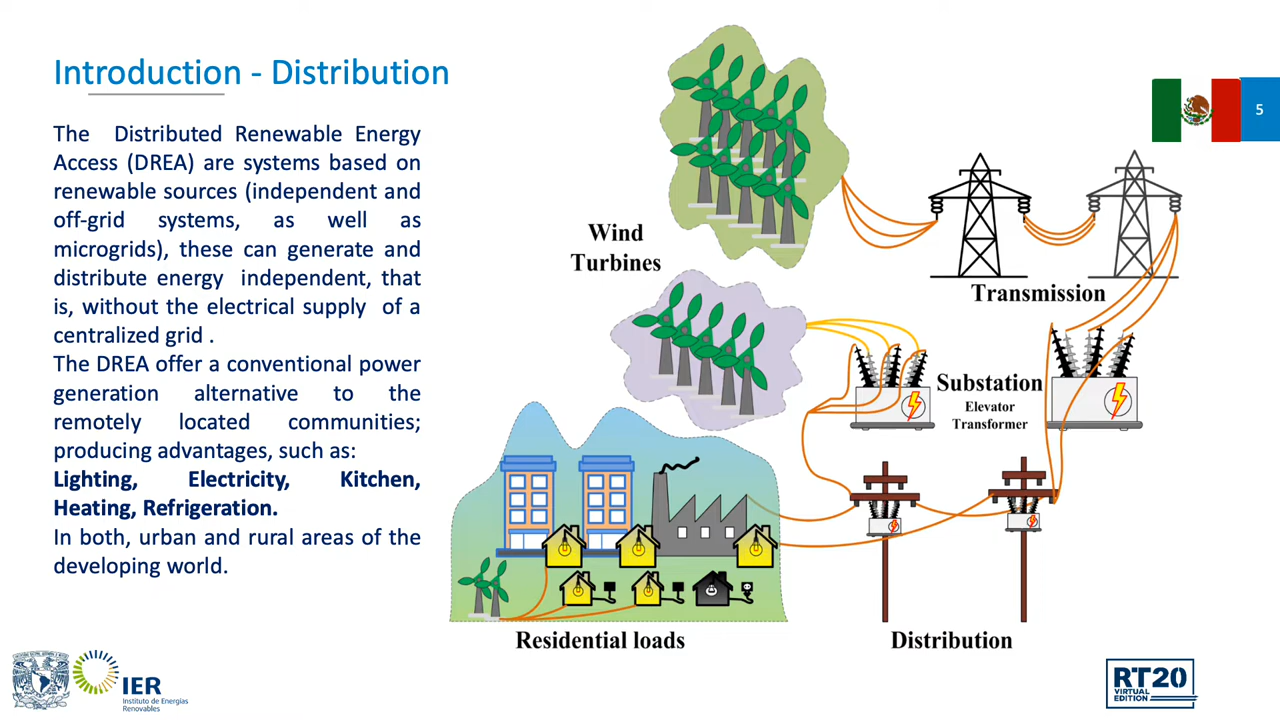 Introduction - Distribution
5
The Distributed Renewable Energy
Access (DREA) are systems based on
renewable sources (independent and
off-grid systems, as well as
microgrids), these can generate and
distribute energy independent, that
is, without the electrical supply of a
centralized grid .
The DREA offer a conventional power
generation alternative to the
remotely located communities;
producing advantages, such as:
Lighting, Electricity, Kitchen,
Heating, Refrigeration.
In both, urban and rural areas of the
developing world.
Wind
Turbines
Transmission
Substation
Elevator
Transformer
Residential loads
Distribution
IER
Instituto de Energías
Renovables
RT20
VIRTUAL
EDITION